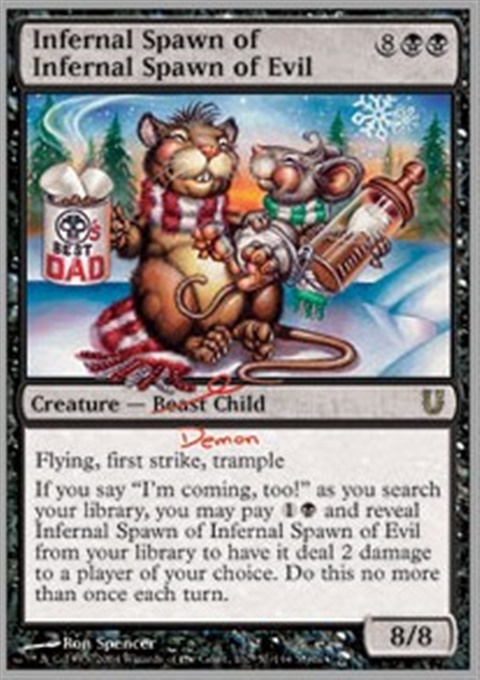 Infernal Spawn of
Infernal Spawn of Evil
8
'S
BEST
DAD
Creature — Beast Child
Demon
Flying, first strike, trample
If you say "I'm coming, too!" as you search
your library, you may pay 1 and reveal
Infernal Spawn of Infernal Spawn of Evil
from your library to have it deal 2 damage
to a player of your choice. Do this no more
than once each turn.
Ron Spencer
8/8